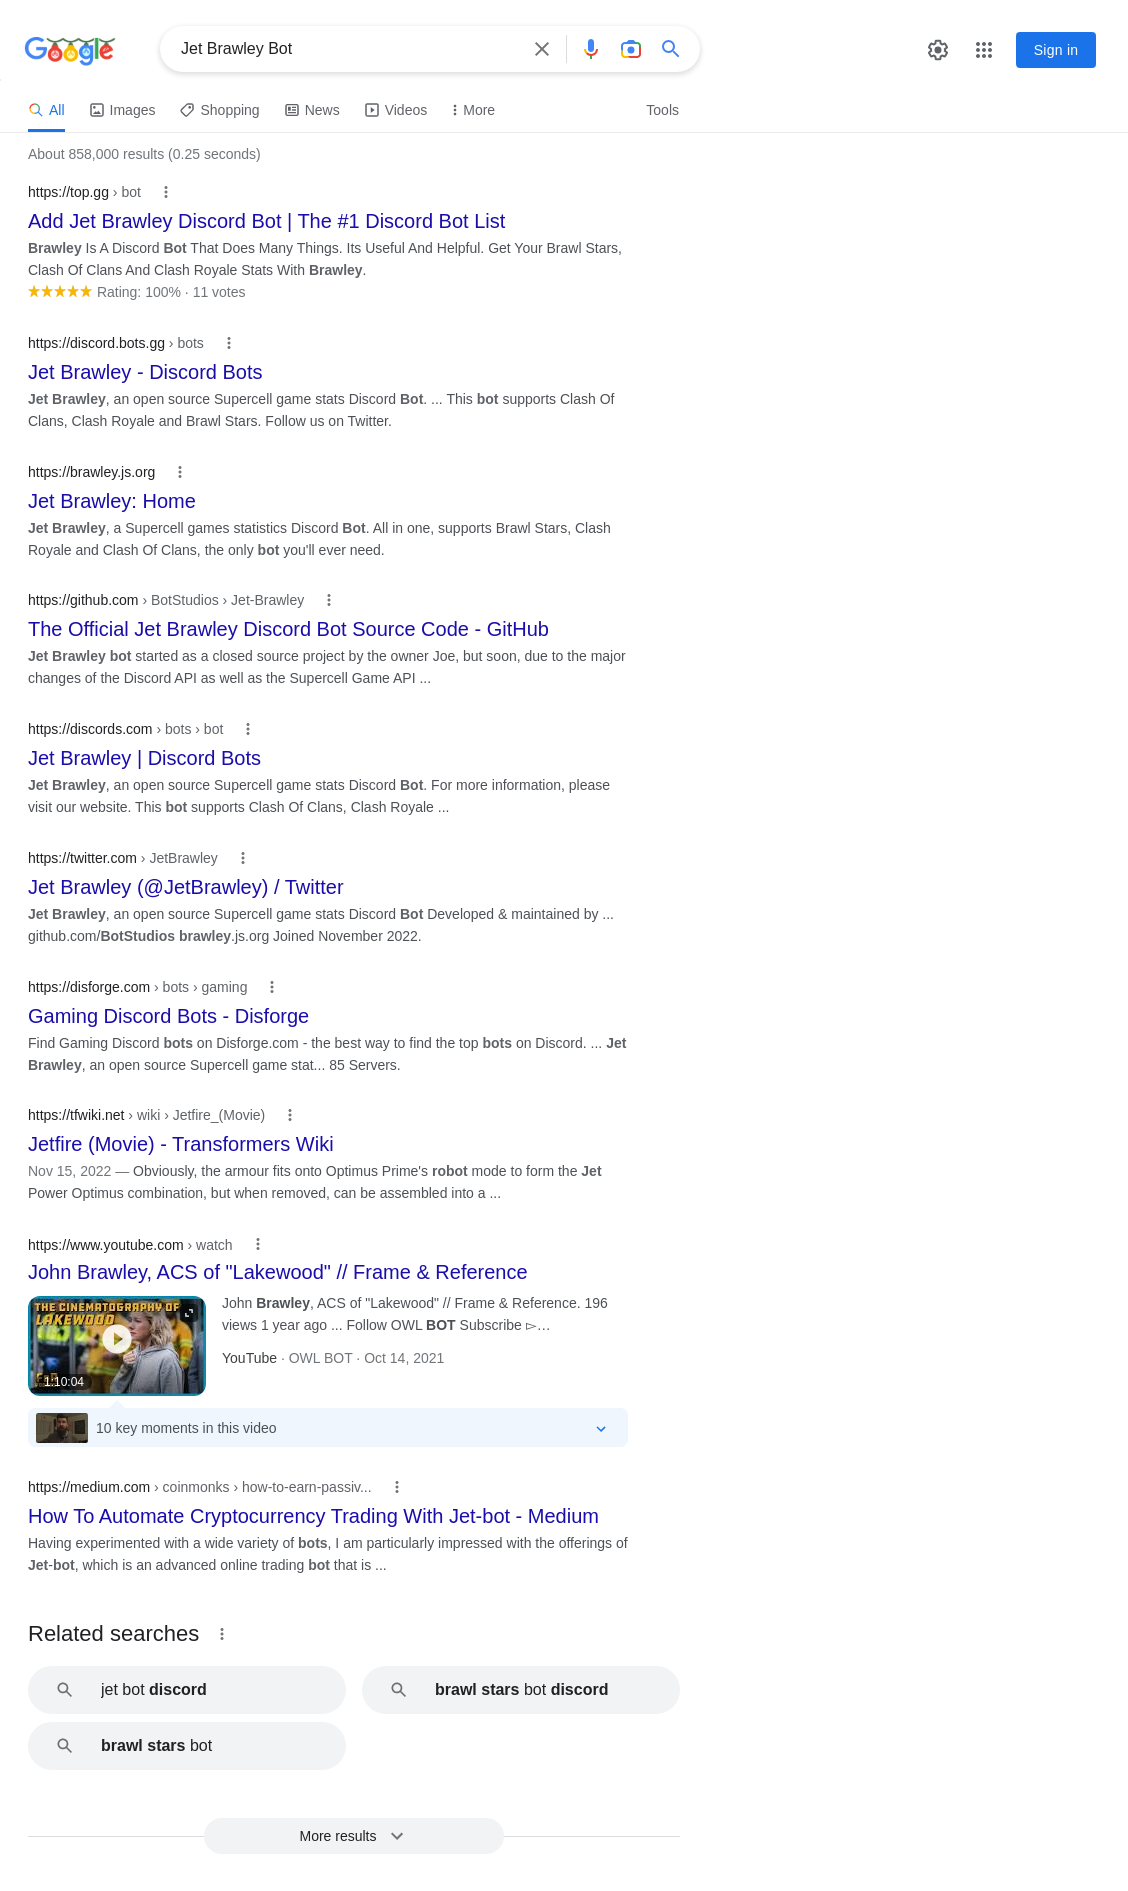 Google
Jet Brawley Bot
Sign in
All
Images
Shopping
News
Videos
More
Tools
About 858,000 results (0.25 seconds)
https://top.gg › bot
Add Jet Brawley Discord Bot | The #1 Discord Bot List
Brawley Is A Discord Bot That Does Many Things. Its Useful And Helpful. Get Your Brawl Stars,
Clash Of Clans And Clash Royale Stats With Brawley.
Rating: 100% · 11 votes
https://discord.bots.gg › bots
Jet Brawley - Discord Bots
Jet Brawley, an open source Supercell game stats Discord Bot. ... This bot supports Clash Of
Clans, Clash Royale and Brawl Stars. Follow us on Twitter.
https://brawley.js.org
Jet Brawley: Home
Jet Brawley, a Supercell games statistics Discord Bot. All in one, supports Brawl Stars, Clash
Royale and Clash Of Clans, the only bot you'll ever need.
https://github.com › BotStudios › Jet-Brawley
The Official Jet Brawley Discord Bot Source Code - GitHub
Jet Brawley bot started as a closed source project by the owner Joe, but soon, due to the major
changes of the Discord API as well as the Supercell Game API ...
https://discords.com › bots › bot
Jet Brawley | Discord Bots
Jet Brawley, an open source Supercell game stats Discord Bot. For more information, please
visit our website. This bot supports Clash Of Clans, Clash Royale ...
https://twitter.com › JetBrawley
Jet Brawley (@JetBrawley) / Twitter
Jet Brawley, an open source Supercell game stats Discord Bot Developed & maintained by ...
github.com/BotStudios brawley.js.org Joined November 2022.
https://disforge.com › bots › gaming
Gaming Discord Bots - Disforge
Find Gaming Discord bots on Disforge.com - the best way to find the top bots on Discord. ... Jet
Brawley, an open source Supercell game stat... 85 Servers.
https://tfwiki.net › wiki › Jetfire_(Movie)
Jetfire (Movie) - Transformers Wiki
Nov 15, 2022 — Obviously, the armour fits onto Optimus Prime's robot mode to form the Jet
Power Optimus combination, but when removed, can be assembled into a ...
https://www.youtube.com › watch
John Brawley, ACS of "Lakewood" // Frame & Reference
THE CINEMATOGRAPHY OF
LAKEWOOD
1:10:04
John Brawley, ACS of "Lakewood" // Frame & Reference. 196
views 1 year ago ... Follow OWL BOT Subscribe ▻…
YouTube · OWL BOT · Oct 14, 2021
10 key moments in this video
https://medium.com › coinmonks › how-to-earn-passiv...
How To Automate Cryptocurrency Trading With Jet-bot - Medium
Having experimented with a wide variety of bots, I am particularly impressed with the offerings of
Jet-bot, which is an advanced online trading bot that is ...
Related searches
jet bot discord
brawl stars bot discord
brawl stars bot
More results